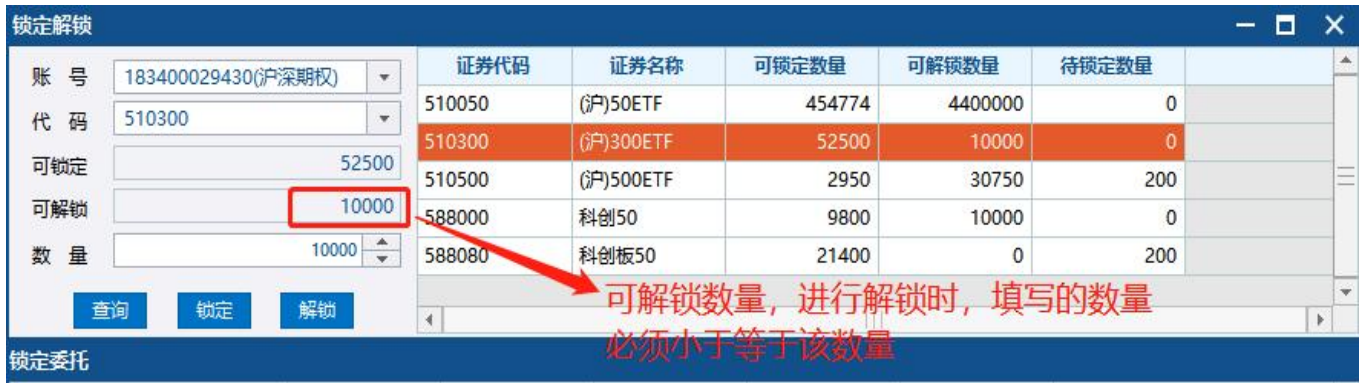 锁定解锁
账 号 183400029430(沪深期权)
代 码 510300
可锁定 52500
可解锁 10000
数 量 10000
查询 锁定 解锁
证券代码 证券名称 可锁定数量 可解锁数量 待锁定数量
510050 (沪)50ETF 454774 4400000 0
510300 (沪)300ETF 52500 10000 0
510500 (沪)500ETF 2950 30750 200
588000 科创50 9800 10000 0
588080 科创板50 21400 0 200
可解锁数量，进行解锁时，填写的数量
必须小于等于该数量
锁定委托